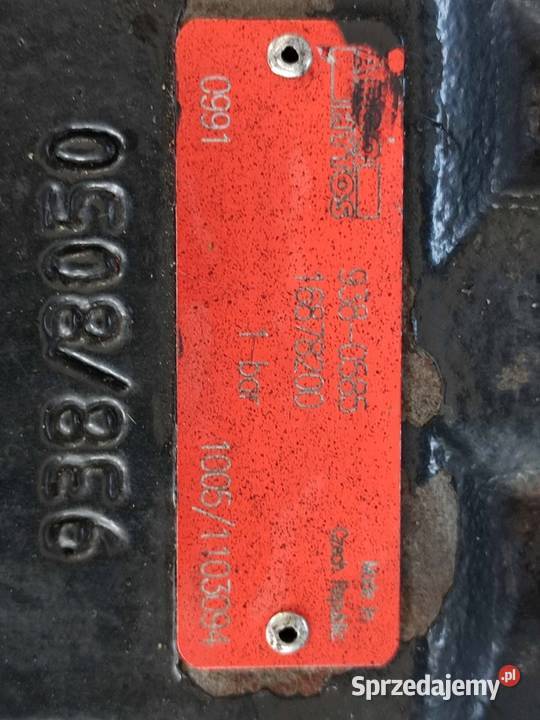 938-0585
16878200
Made in
Czech Republic
1 bar
0991 1005/1103094
938/8050
Sprzedajemy.pl